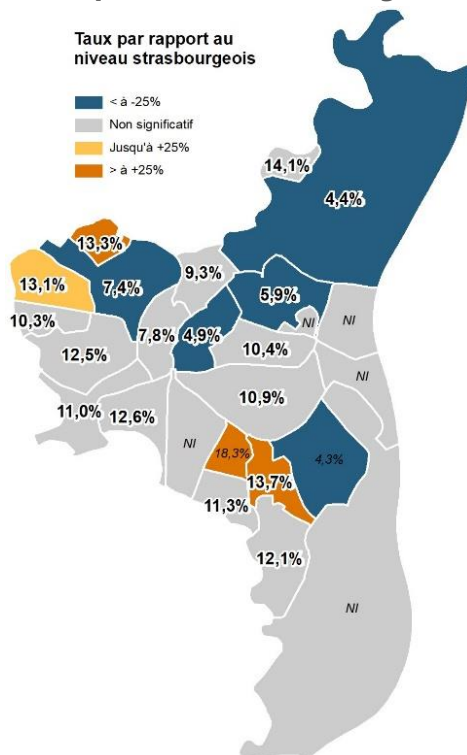 Taux par rapport au
niveau strasbourgeois
< à -25%
Non significatif
Jusqu'à +25%
> à +25%
14,1%
4,4%
13,3%
9,3%
13,1%
7,4%
5,9%
10,3%
7,8%
4,9%
NI
NI
12,5%
10,4%
NI
11,0%
12,6%
10,9%
NI
18,3%
4,3%
13,7%
11,3%
12,1%
NI